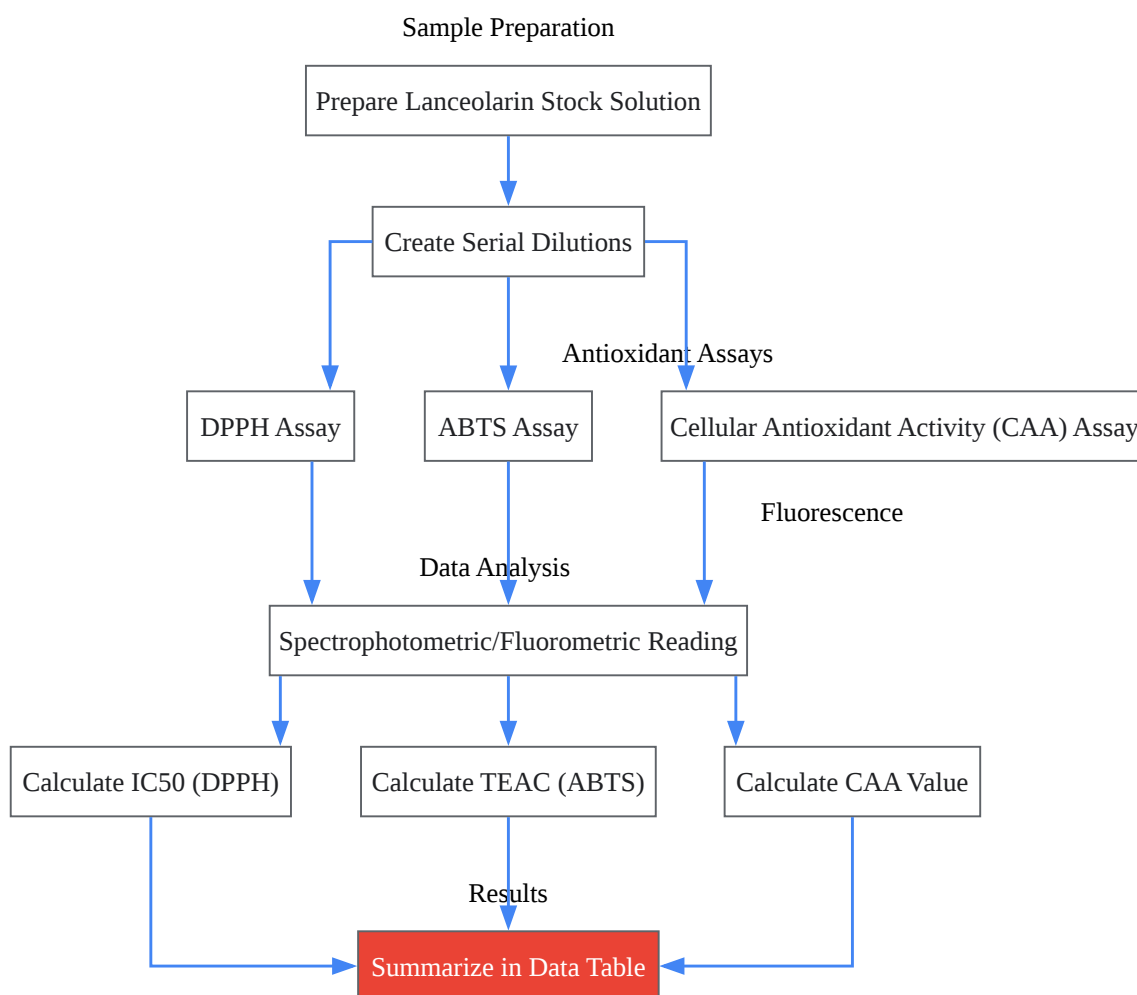 Sample Preparation
Prepare Lanceolarin Stock Solution
Create Serial Dilutions
Antioxidant Assays
DPPH Assay
ABTS Assay
Cellular Antioxidant Activity (CAA) Assay
Fluorescence
Data Analysis
Spectrophotometric/Fluorometric Reading
Calculate IC50 (DPPH)
Calculate TEAC (ABTS)
Calculate CAA Value
Results
Summarize in Data Table